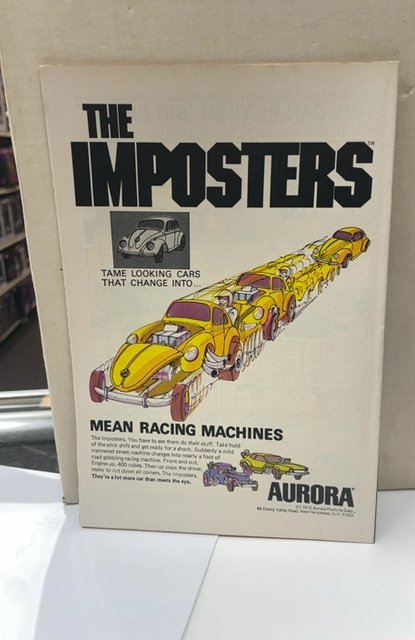 THE
IMPOSTERS™
TAME LOOKING CARS
THAT CHANGE INTO...
MEAN RACING MACHINES
The Imposters. You have to see them do their stuff. Take hold
of the stick shift and get ready for a shock. Suddenly a mild
mannered street machine changes into nearly a foot of
road gobbling racing machine. Front end out.
Engine up, 400 cubes. Then up pops the driver,
ready to cut down all corners. The Imposters.
They're a lot more car than meets the eye.
AURORA®
(C) 1972 Aurora Products Corp.,
44 Cherry Valley Road, West Hempstead, N.Y. 11552